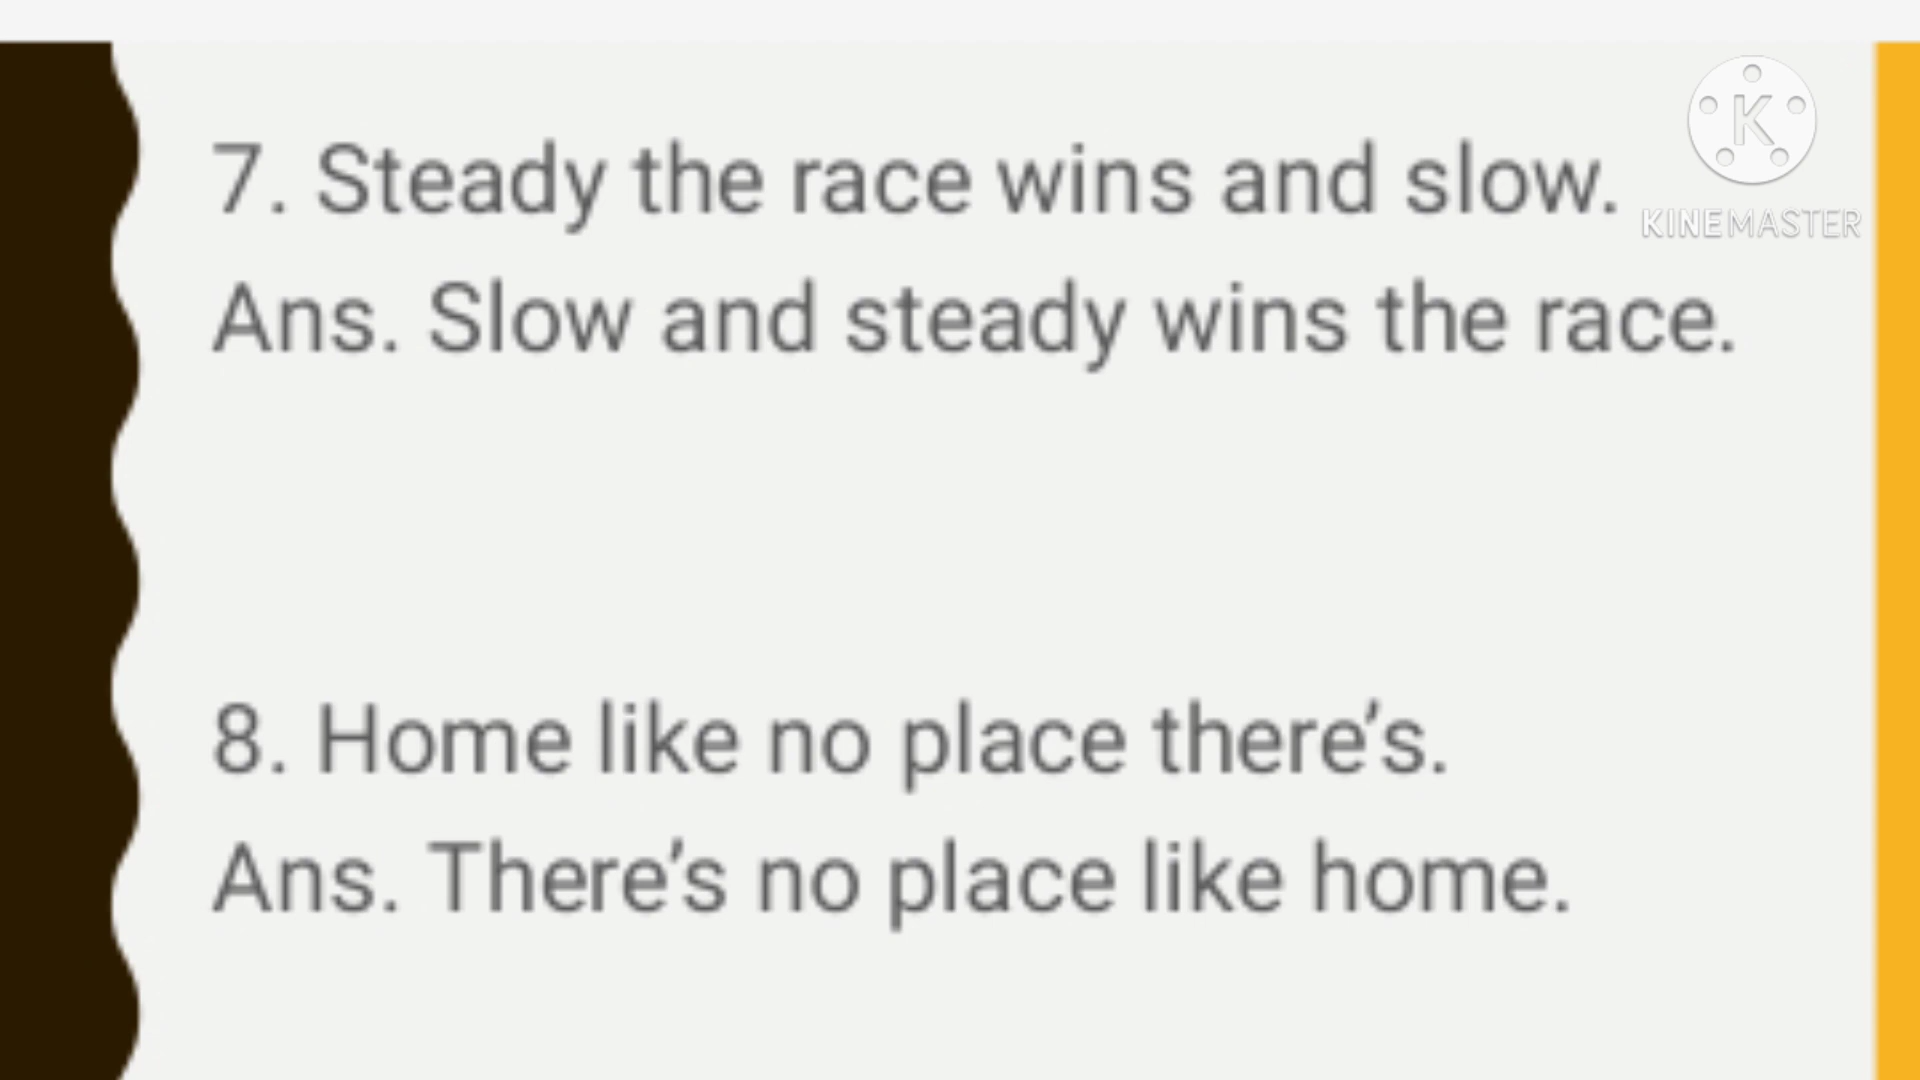 7. Steady the race wins and slow.
K
KINEMASTER
Ans. Slow and steady wins the race.
8. Home like no place there’s.
Ans. There’s no place like home.